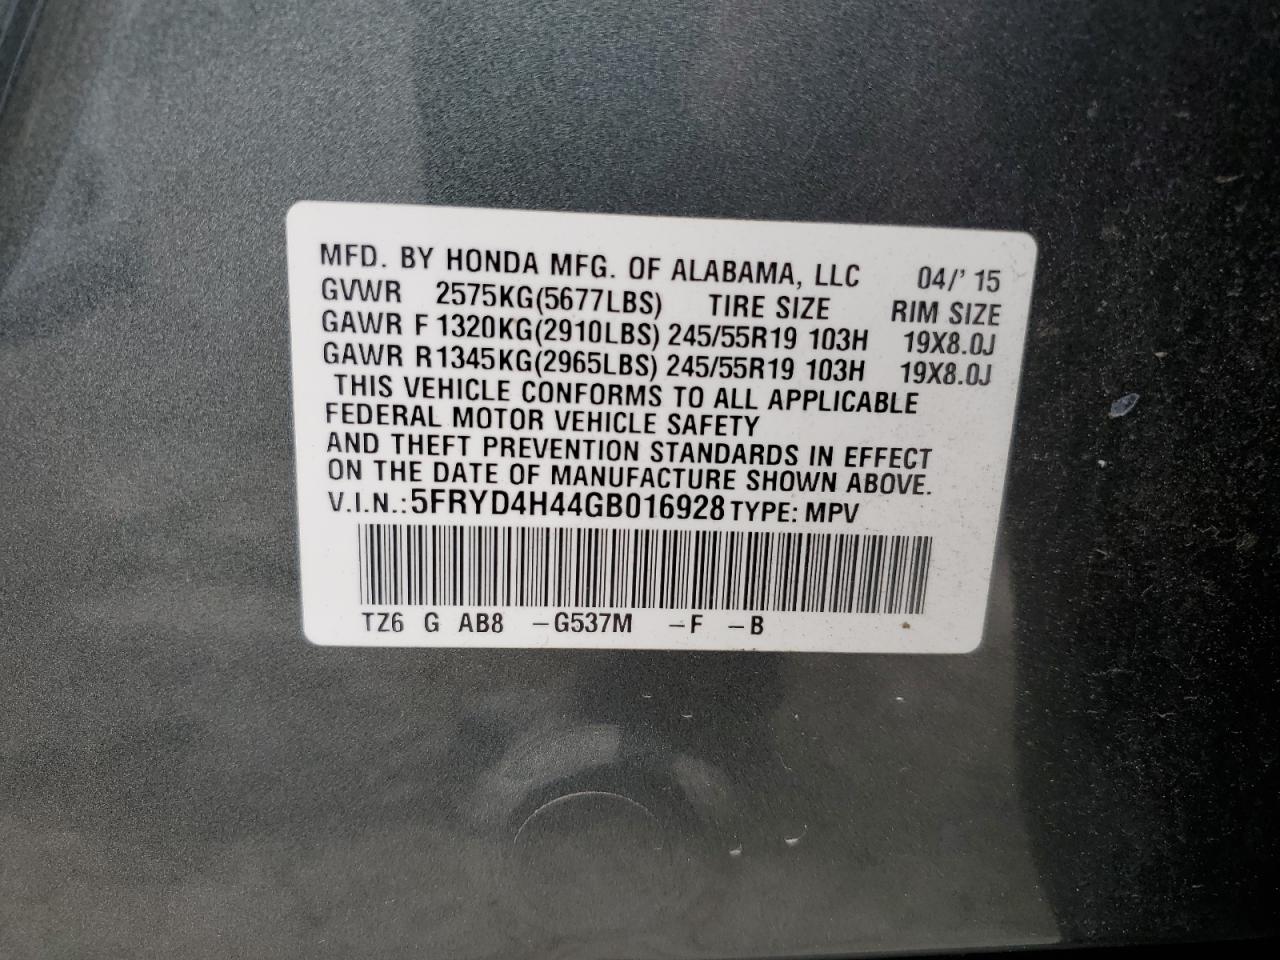 MFD. BY HONDA MFG. OF ALABAMA, LLC 04/' 15
GVWR 2575KG(5677LBS) TIRE SIZE RIM SIZE
GAWR F 1320KG(2910LBS) 245/55R19 103H 19X8.0J
GAWR R1345KG(2965LBS) 245/55R19 103H 19X8.0J
THIS VEHICLE CONFORMS TO ALL APPLICABLE
FEDERAL MOTOR VEHICLE SAFETY
AND THEFT PREVENTION STANDARDS IN EFFECT
ON THE DATE OF MANUFACTURE SHOWN ABOVE.
V.I.N.:5FRYD4H44GB016928 TYPE: MPV
TZ6 G AB8 -G537M -F -B